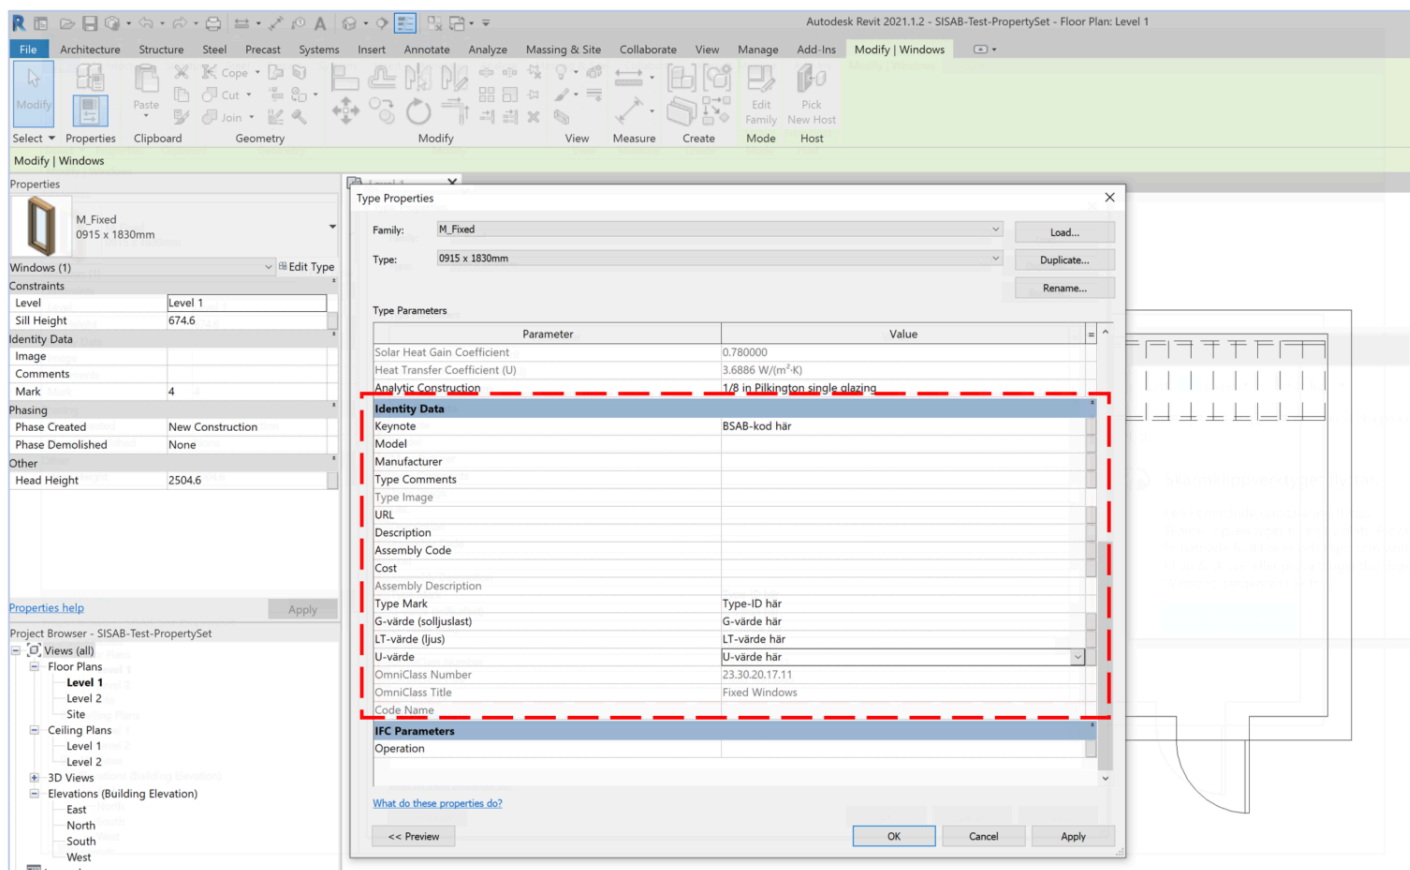 Autodesk Revit 2021.1.2 - SISAB-Test-PropertySet - Floor Plan: Level 1
File Architecture Structure Steel Precast Systems Insert Annotate Analyze Massing & Site Collaborate View Manage Add-Ins Modify | Windows
Modify
Paste
Cope
Cut
Join
Edit Family
Pick New Host
Select Properties Clipboard Geometry Modify View Measure Create Mode Host
Modify | Windows
Properties
M_Fixed
0915 x 1830mm
Windows (1) Edit Type
Constraints
Level Level 1
Sill Height 674.6
Identity Data
Image
Comments
Mark 4
Phasing
Phase Created New Construction
Phase Demolished None
Other
Head Height 2504.6
Properties help Apply
Project Browser - SISAB-Test-PropertySet
Views (all)
Floor Plans
Level 1
Level 2
Site
Ceiling Plans
Level 1
Level 2
3D Views
Elevations (Building Elevation)
East
North
South
West
Level 1
Type Properties
Family: M_Fixed Load...
Type: 0915 x 1830mm Duplicate...
Rename...
Type Parameters
Parameter Value =
Solar Heat Gain Coefficient 0.780000
Heat Transfer Coefficient (U) 3.6886 W/(m²·K)
Analytic Construction 1/8 in Pilkington single glazing
Identity Data
Keynote BSAB-kod här
Model
Manufacturer
Type Comments
Type Image
URL
Description
Assembly Code
Cost
Assembly Description
Type Mark Type-ID här
G-värde (solljuslast) G-värde här
LT-värde (ljus) LT-värde här
U-värde U-värde här
OmniClass Number 23.30.20.17.11
OmniClass Title Fixed Windows
Code Name
IFC Parameters
Operation
What do these properties do?
<< Preview OK Cancel Apply